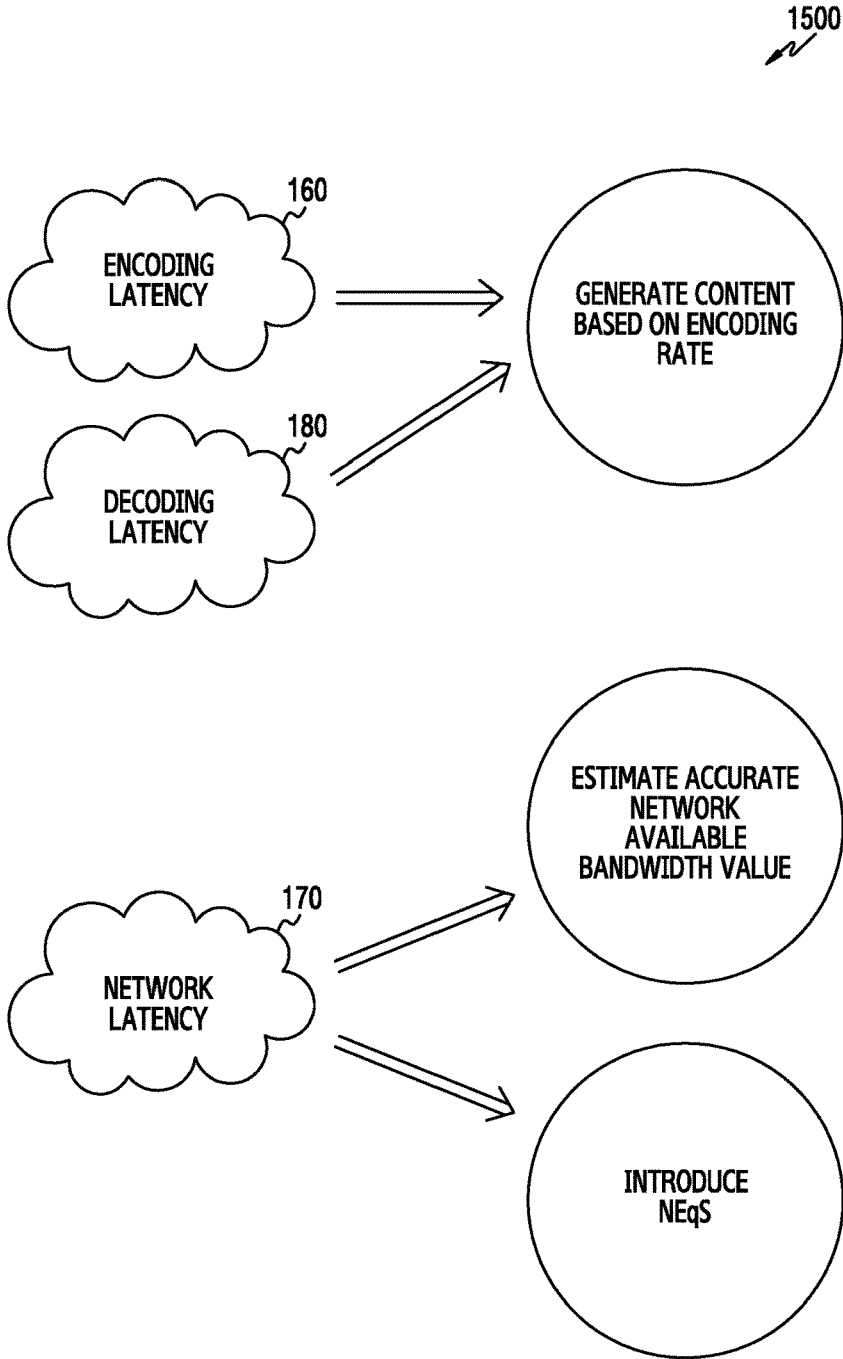 1500
160
ENCODING
LATENCY
GENERATE CONTENT
BASED ON ENCODING
RATE
180
DECODING
LATENCY
ESTIMATE ACCURATE
NETWORK
AVAILABLE
BANDWIDTH VALUE
170
NETWORK
LATENCY
INTRODUCE
NEqS